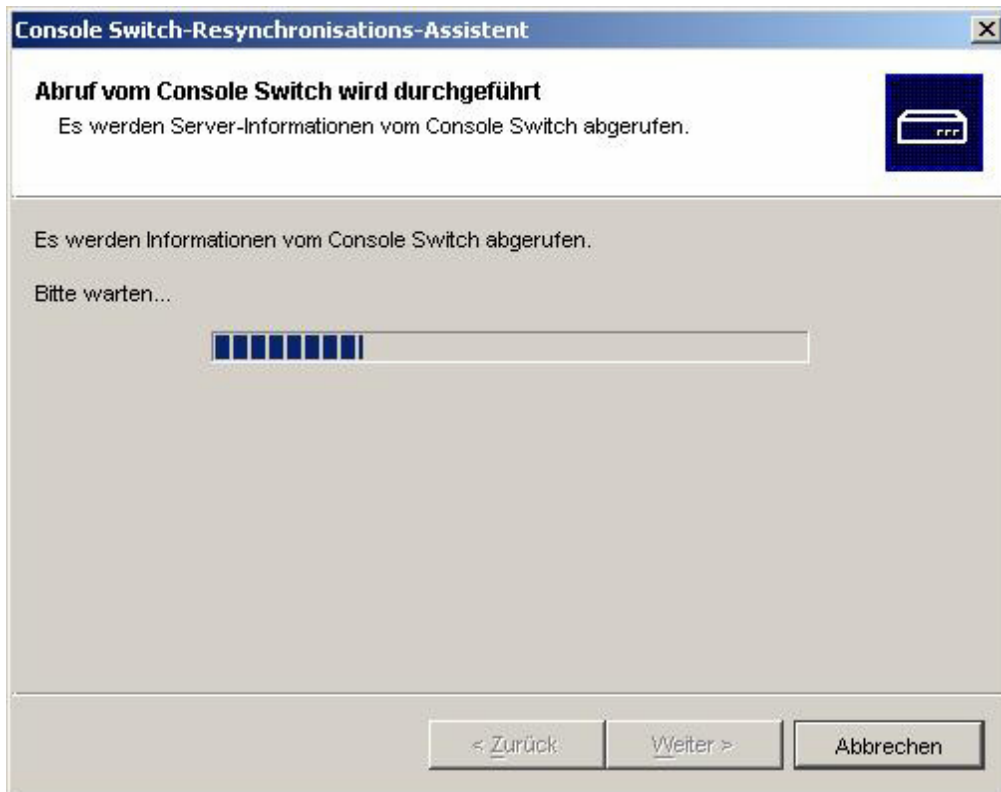 Console Switch-Resynchronisations-Assistent
Abruf vom Console Switch wird durchgeführt
Es werden Server-Informationen vom Console Switch abgerufen.
Es werden Informationen vom Console Switch abgerufen.
Bitte warten...
< Zurück
Weiter >
Abbrechen